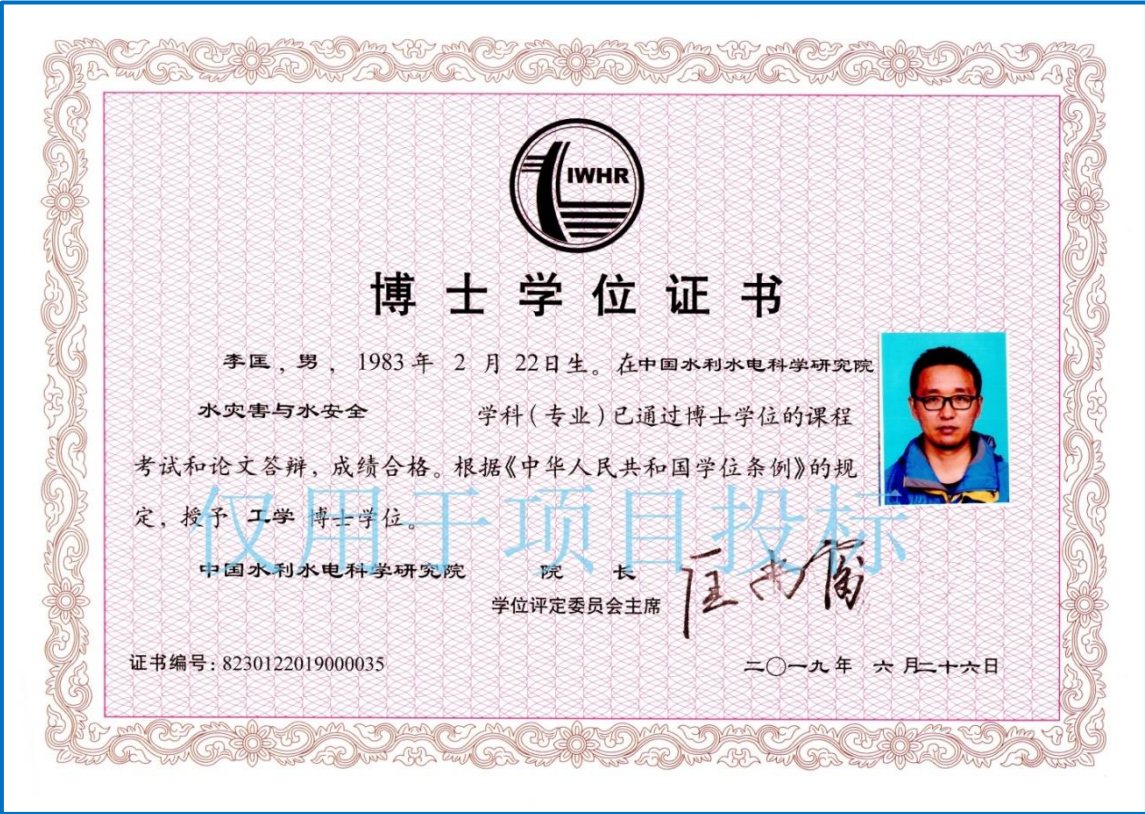 IWHR
博士学位证书
李匡，男，1983年 2 月 22日生。在中国水利水电科学研究院
水灾害与水安全 学科（专业）已通过博士学位的课程
考试和论文答辩，成绩合格。根据《中华人民共和国学位条例》的规
定，授予 工学 博士学位。
仅用于项目投标
中国水利水电科学研究院 院 长 匡尚富
学位评定委员会主席
证书编号：8230122019000035 二〇一九年 六月二十六日